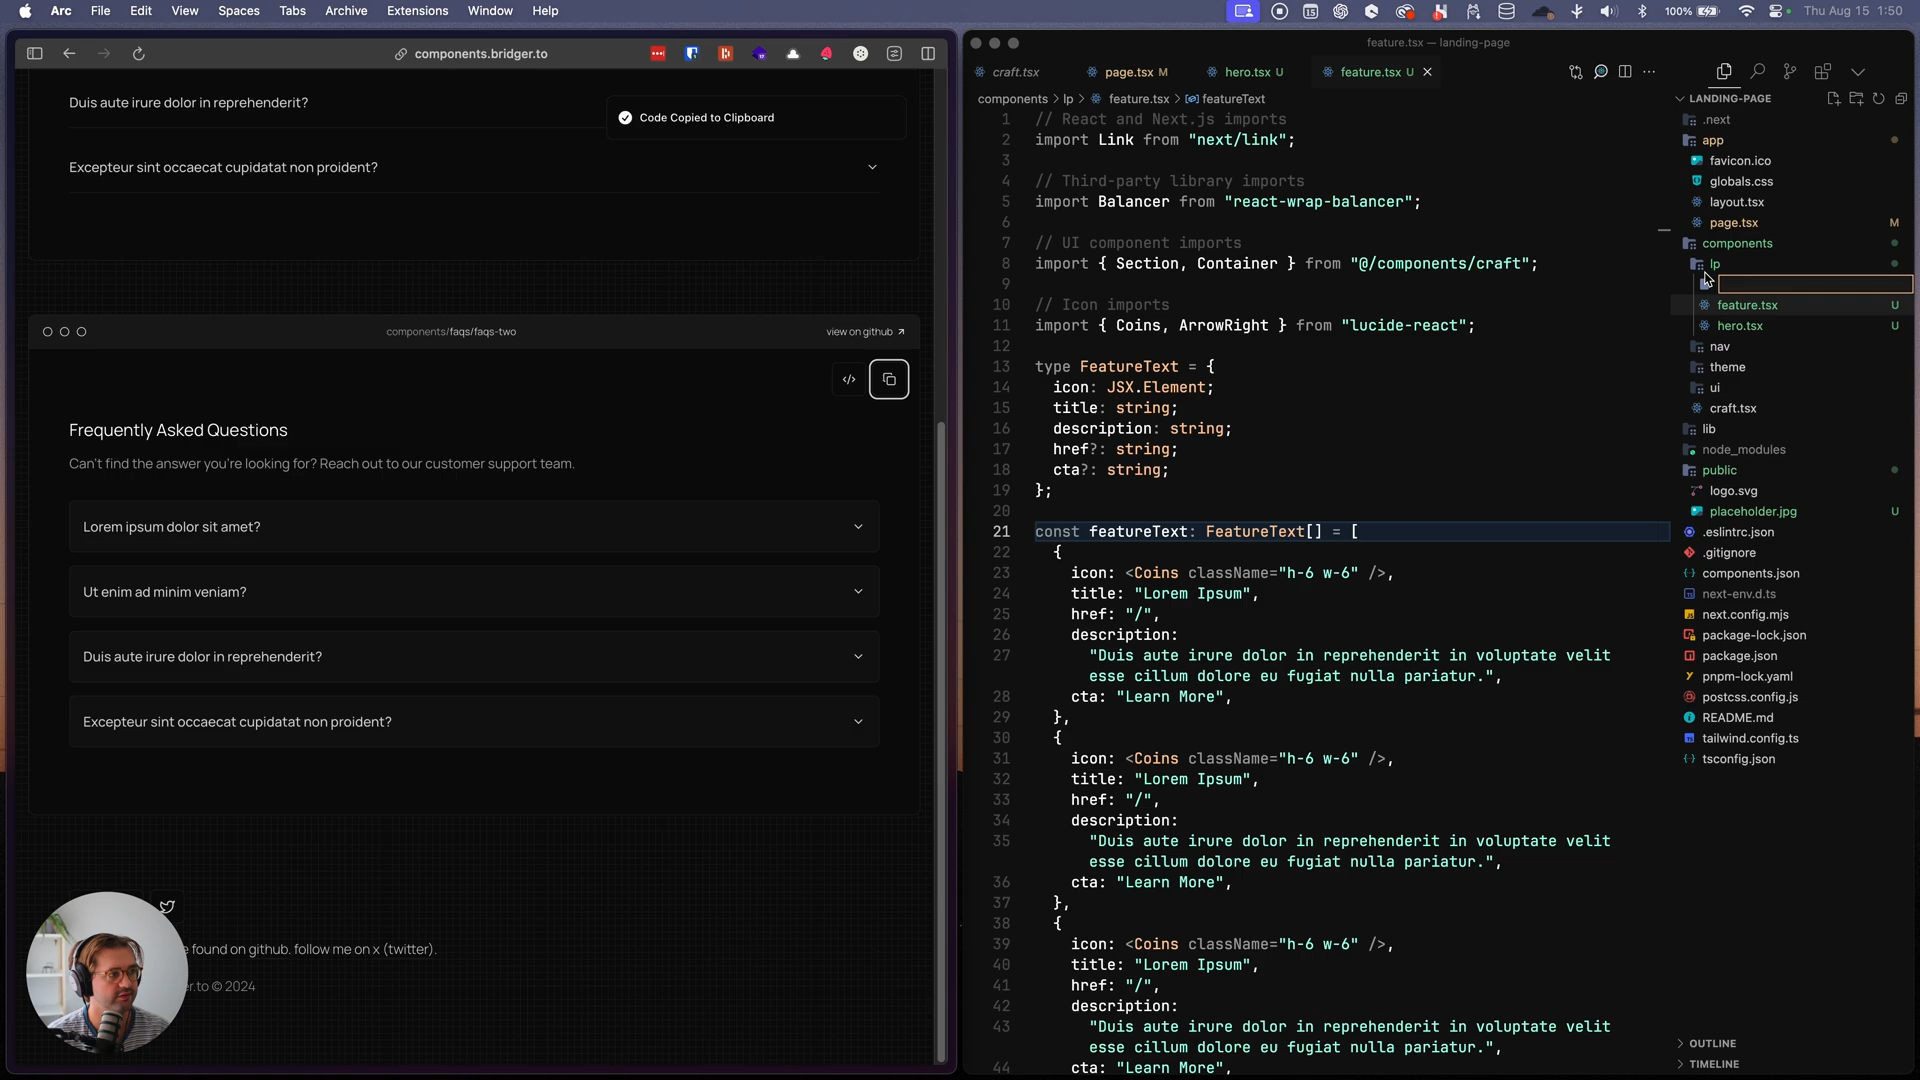 Arc File Edit View Spaces Tabs Archive Extensions Window Help
100% Thu Aug 15 1:50
components.bridger.to
Duis aute irure dolor in reprehenderit?
Code Copied to Clipboard
Excepteur sint occaecat cupidatat non proident?
components/faqs/faqs-two
view on github
Frequently Asked Questions
Can't find the answer you're looking for? Reach out to our customer support team.
Lorem ipsum dolor sit amet?
Ut enim ad minim veniam?
Duis aute irure dolor in reprehenderit?
Excepteur sint occaecat cupidatat non proident?
found on github. follow me on x (twitter).
© 2024
feature.tsx — landing-page
craft.tsx page.tsx M hero.tsx U feature.tsx U
components > lp > feature.tsx > featureText
1 // React and Next.js imports
2 import Link from "next/link";
3
4 // Third-party library imports
5 import Balancer from "react-wrap-balancer";
6
7 // UI component imports
8 import { Section, Container } from "@/components/craft";
9
10 // Icon imports
11 import { Coins, ArrowRight } from "lucide-react";
12
13 type FeatureText = {
14 icon: JSX.Element;
15 title: string;
16 description: string;
17 href?: string;
18 cta?: string;
19 };
20
21 const featureText: FeatureText[] = [
22 {
23 icon: <Coins className="h-6 w-6" />,
24 title: "Lorem Ipsum",
25 href: "/",
26 description:
27 "Duis aute irure dolor in reprehenderit in voluptate velit
esse cillum dolore eu fugiat nulla pariatur.",
28 cta: "Learn More",
29 },
30 {
31 icon: <Coins className="h-6 w-6" />,
32 title: "Lorem Ipsum",
33 href: "/",
34 description:
35 "Duis aute irure dolor in reprehenderit in voluptate velit
esse cillum dolore eu fugiat nulla pariatur.",
36 cta: "Learn More",
37 },
38 {
39 icon: <Coins className="h-6 w-6" />,
40 title: "Lorem Ipsum",
41 href: "/",
42 description:
43 "Duis aute irure dolor in reprehenderit in voluptate velit
esse cillum dolore eu fugiat nulla pariatur.",
44 cta: "Learn More",
LANDING-PAGE
.next
app
favicon.ico
globals.css
layout.tsx
page.tsx M
components
lp
feature.tsx U
hero.tsx U
nav
theme
ui
craft.tsx
lib
node_modules
public
logo.svg
placeholder.jpg U
.eslintrc.json
.gitignore
components.json
next-env.d.ts
next.config.mjs
package-lock.json
package.json
pnpm-lock.yaml
postcss.config.js
README.md
tailwind.config.ts
tsconfig.json
OUTLINE
TIMELINE